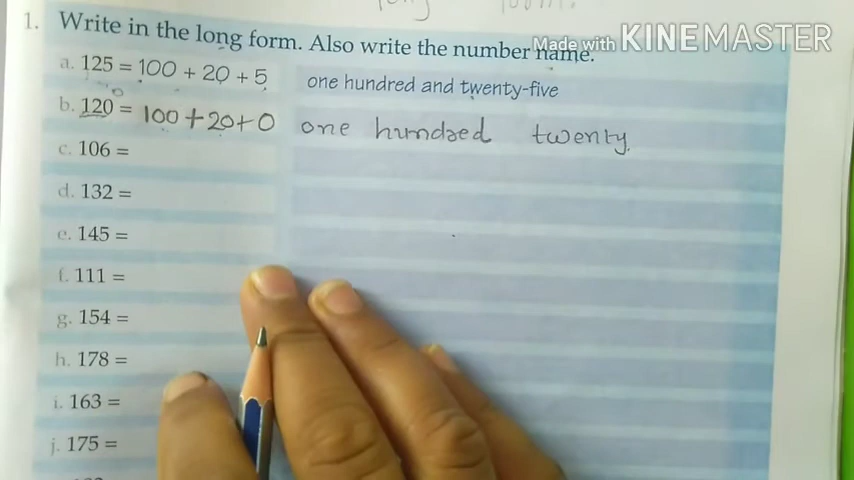 1. Write in the long form. Also write the number name.
Made with KINEMASTER
a. 125 = 100 + 20 + 5 one hundred and twenty-five
b. 120 = 100 + 20 + 0 one hundred twenty.
c. 106 =
d. 132 =
e. 145 =
f. 111 =
g. 154 =
h. 178 =
i. 163 =
j. 175 =